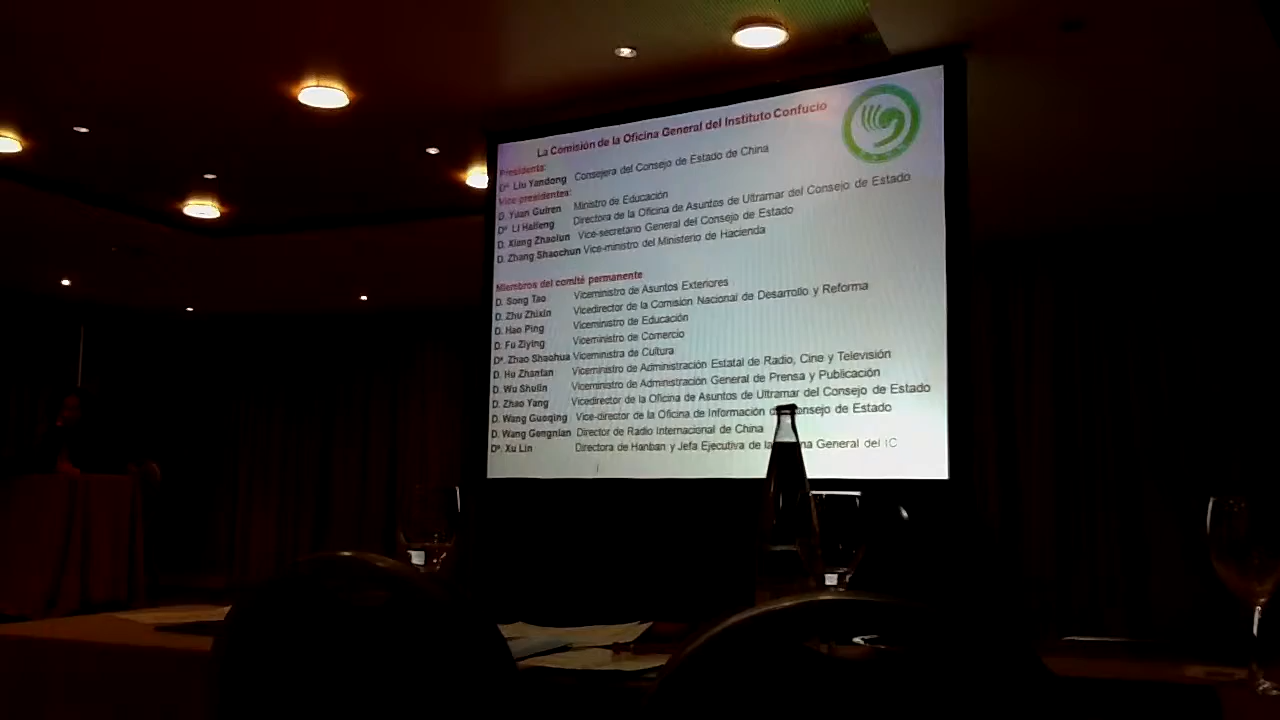 La Comisión de la Oficina General del Instituto Confucio
Presidenta:
Dª. Liu Yandong Consejera del Consejo de Estado de China
Vice-presidentes:
D. Yuan Guiren Ministro de Educación
Dª Li Haifeng Directora de la Oficina de Asuntos de Ultramar del Consejo de Estado
D. Xiang Zhaolun Vice-secretario General del Consejo de Estado
D. Zhang Shaochun Vice-ministro del Ministerio de Hacienda
Miembros del comité permanente
D. Song Tao Viceministro de Asuntos Exteriores
D. Zhu Zhixin Vicedirector de la Comisión Nacional de Desarrollo y Reforma
D. Hao Ping Viceministro de Educación
D. Fu Ziying Viceministro de Comercio
Dª. Zhao Shaohua Viceministra de Cultura
D. Hu Zhanfan Viceministro de Administración Estatal de Radio, Cine y Televisión
D. Wu Shulin Viceministro de Administración General de Prensa y Publicación
D. Zhao Yang Vicedirector de la Oficina de Asuntos de Ultramar del Consejo de Estado
D. Wang Guoqing Vice-director de la Oficina de Información de Estado
D. Wang Gengnian Director de Radio Internacional de China
Dª. Xu Lin Directora de Hanban y Jefa Ejecutiva de la General del IC